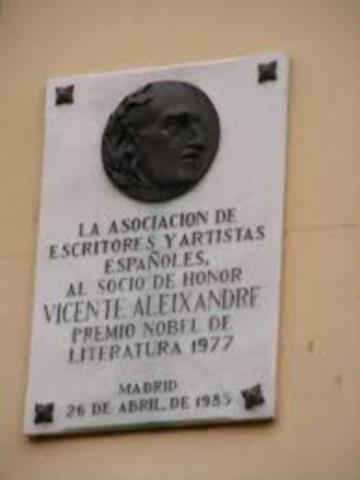 LA ASOCIACION DE
ESCRITORES Y ARTISTAS
ESPAÑOLES,
AL SOCIO DE HONOR
VICENTE ALEIXANDRE
PREMIO NOBEL DE
LITERATURA 1977
MADRID
26 DE ABRIL, DE 1985